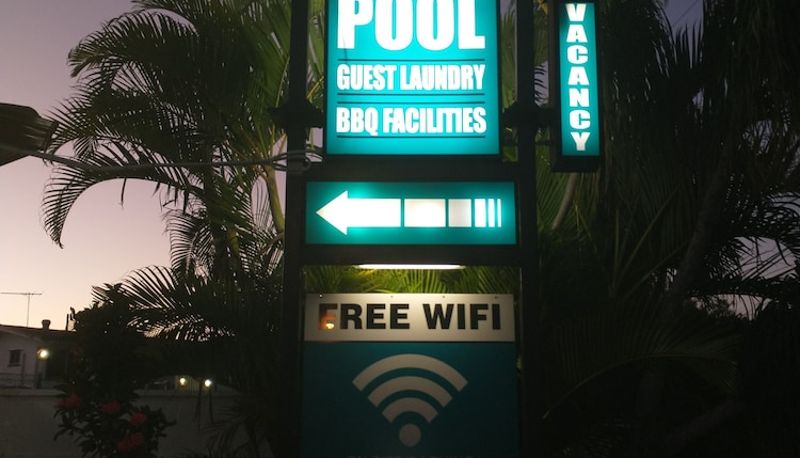 POOL
GUEST LAUNDRY
BBQ FACILITIES
VACANCY
FREE WIFI